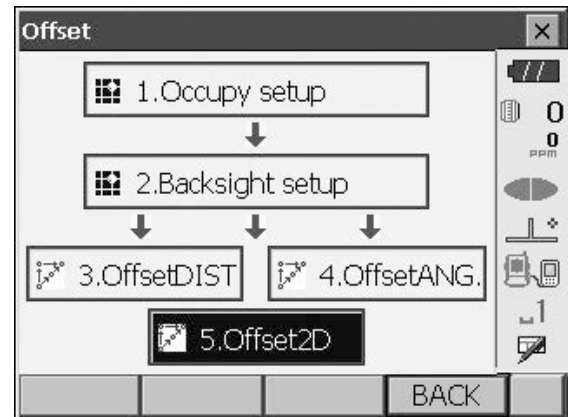 Offset
1.Occupy setup
2.Backsight setup
3.OffsetDIST
4.OffsetANG.
5.Offset2D
0
0
ppm
1
BACK